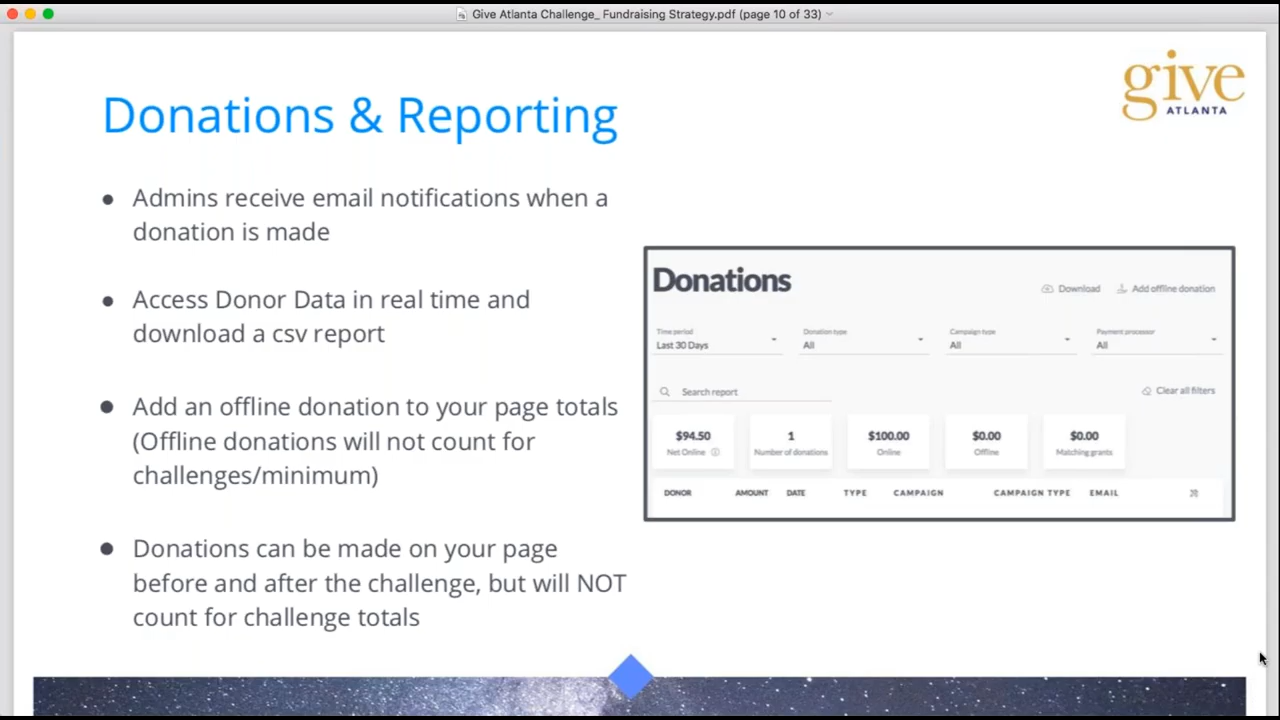 Give Atlanta Challenge_ Fundraising Strategy.pdf (page 10 of 33)
give
ATLANTA
Donations & Reporting
● Admins receive email notifications when a
donation is made
● Access Donor Data in real time and
download a csv report
● Add an offline donation to your page totals
(Offline donations will not count for
challenges/minimum)
● Donations can be made on your page
before and after the challenge, but will NOT
count for challenge totals
Donations
Download Add offline donation
Time period Donation type Campaign type Payment processor
Last 30 Days All All All
Search report Clear all filters
$94.50 1 $100.00 $0.00 $0.00
Net Online Number of donations Online Offline Matching grants
DONOR AMOUNT DATE TYPE CAMPAIGN CAMPAIGN TYPE EMAIL